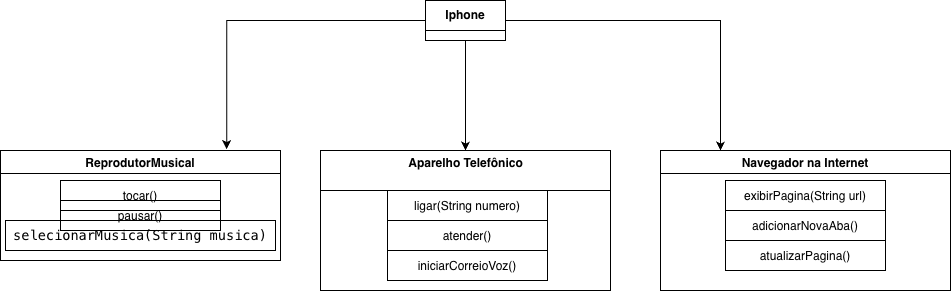 Iphone
ReprodutorMusical
tocar()
pausar()
selecionarMusica(String musica)
Aparelho Telefônico
ligar(String numero)
atender()
iniciarCorreioVoz()
Navegador na Internet
exibirPagina(String url)
adicionarNovaAba()
atualizarPagina()